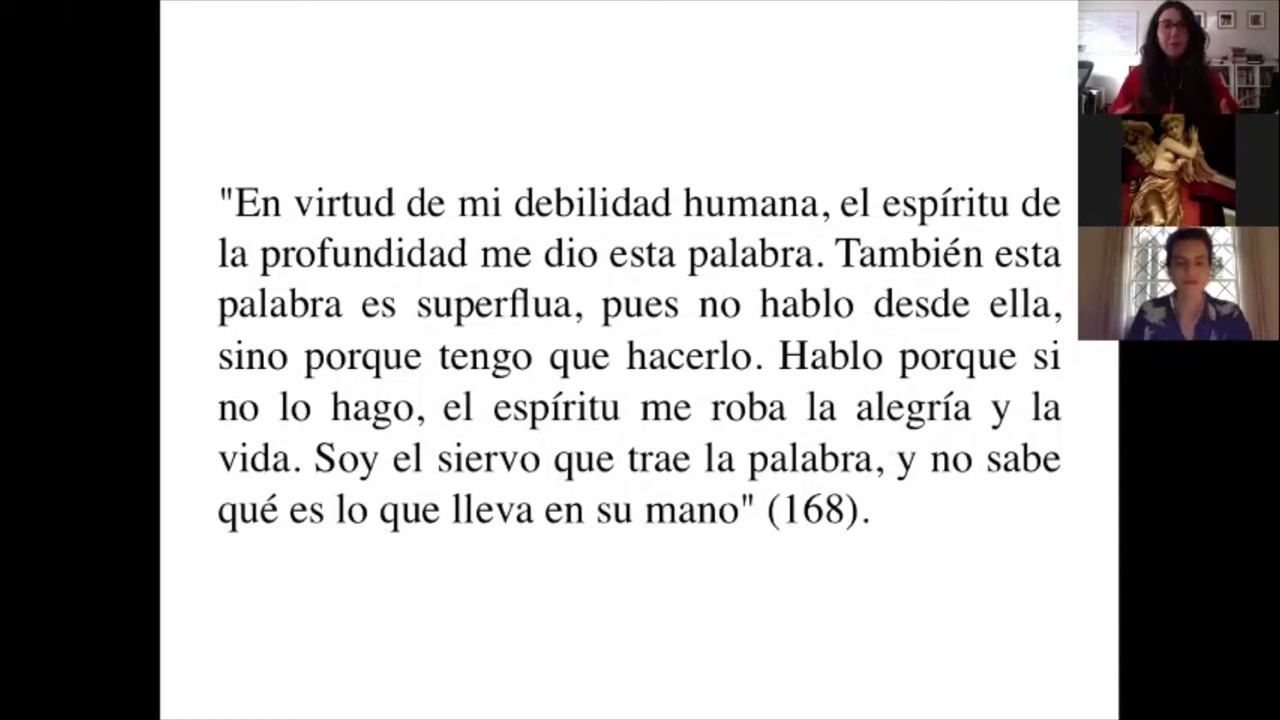 "En virtud de mi debilidad humana, el espíritu de
la profundidad me dio esta palabra. También esta
palabra es superflua, pues no hablo desde ella,
sino porque tengo que hacerlo. Hablo porque si
no lo hago, el espíritu me roba la alegría y la
vida. Soy el siervo que trae la palabra, y no sabe
qué es lo que lleva en su mano" (168).